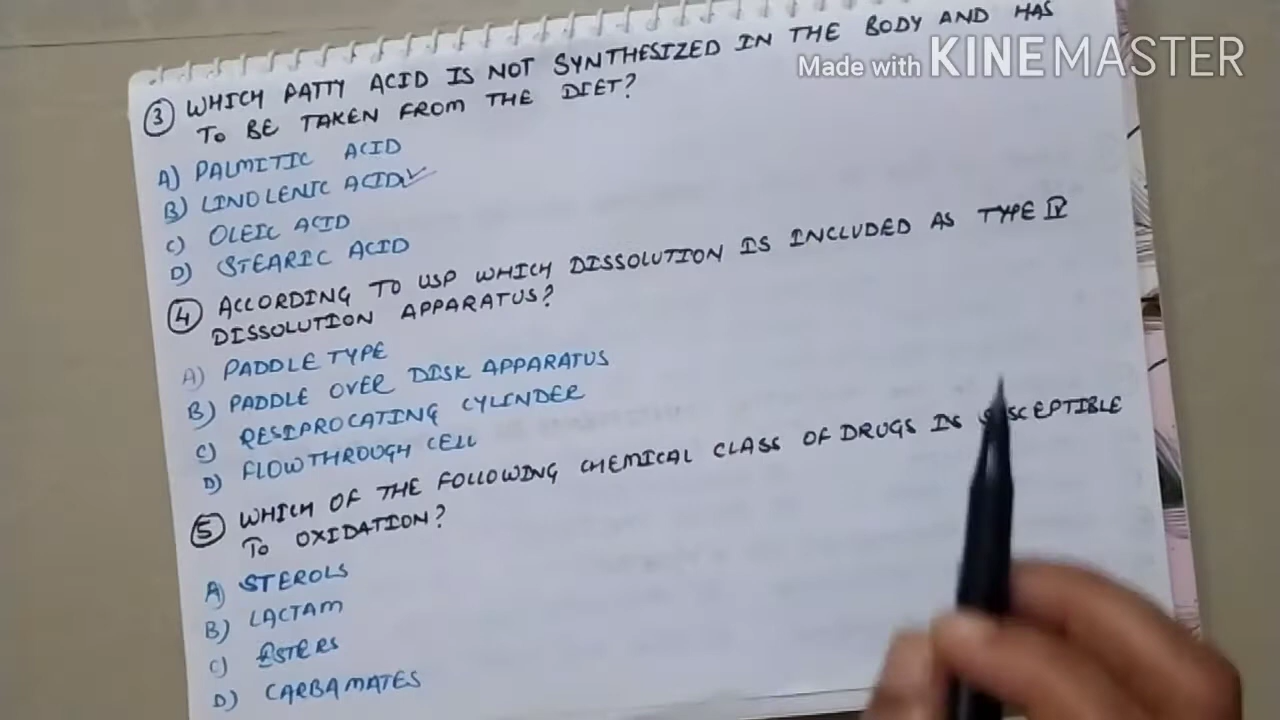 Made with KINEMASTER
③ WHICH PATTY ACID IS NOT SYNTHESIZED IN THE BODY AND HAS
TO BE TAKEN FROM THE DIET?
A) PALMITIC ACID
B) LINOLENIC ACID ✓
C) OLEIC ACID
D) STEARIC ACID
④ ACCORDING TO USP WHICH DISSOLUTION IS INCLUDED AS TYPE IV
DISSOLUTION APPARATUS?
A) PADDLE TYPE
B) PADDLE OVER DISK APPARATUS
C) RESIPROCATING CYLINDER
D) FLOWTHROUGH CELL
⑤ WHICH OF THE FOLLOWING CHEMICAL CLASS OF DRUGS IS SUSCEPTIBLE
TO OXIDATION?
A) STEROLS
B) LACTAM
C) ESTERS
D) CARBAMATES